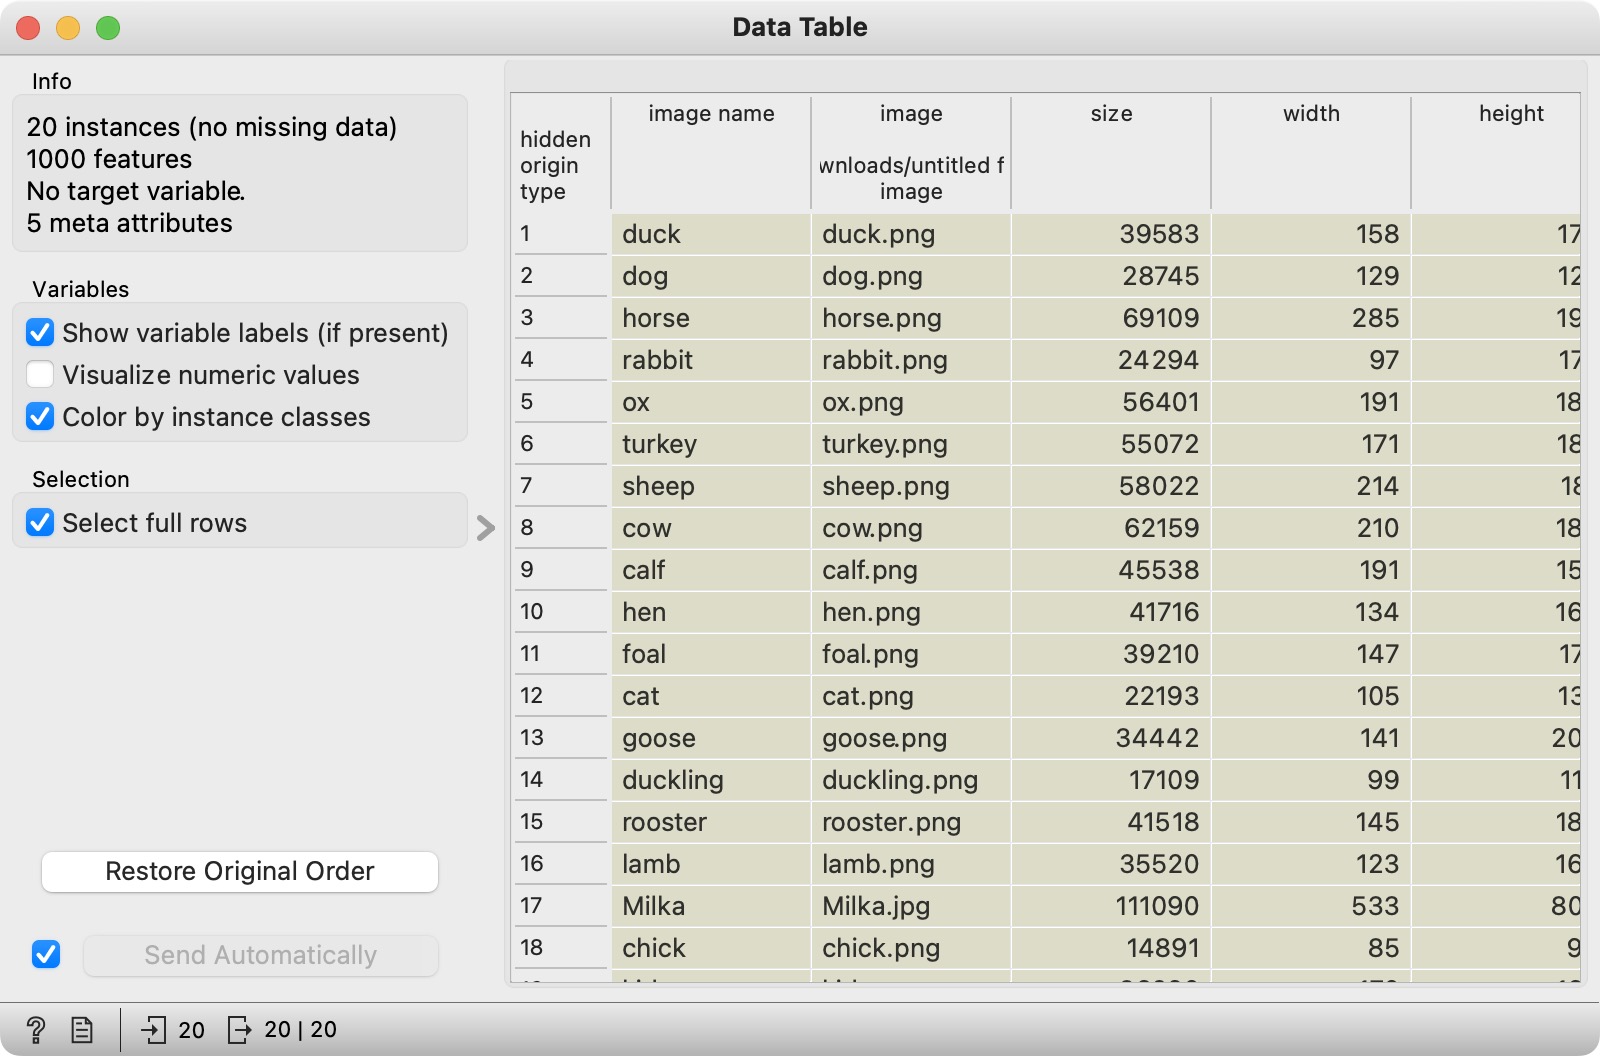 Data Table
Info
20 instances (no missing data)
1000 features
No target variable.
5 meta attributes
Variables
Show variable labels (if present)
Visualize numeric values
Color by instance classes
Selection
Select full rows
Restore Original Order
Send Automatically
20 20 | 20
image name image size width height
hidden
origin wnloads/untitled f
type image
1 duck duck.png 39583 158 17
2 dog dog.png 28745 129 12
3 horse horse.png 69109 285 19
4 rabbit rabbit.png 24294 97 17
5 ox ox.png 56401 191 18
6 turkey turkey.png 55072 171 18
7 sheep sheep.png 58022 214 18
8 cow cow.png 62159 210 18
9 calf calf.png 45538 191 15
10 hen hen.png 41716 134 16
11 foal foal.png 39210 147 17
12 cat cat.png 22193 105 13
13 goose goose.png 34442 141 20
14 duckling duckling.png 17109 99 11
15 rooster rooster.png 41518 145 18
16 lamb lamb.png 35520 123 16
17 Milka Milka.jpg 111090 533 80
18 chick chick.png 14891 85 9